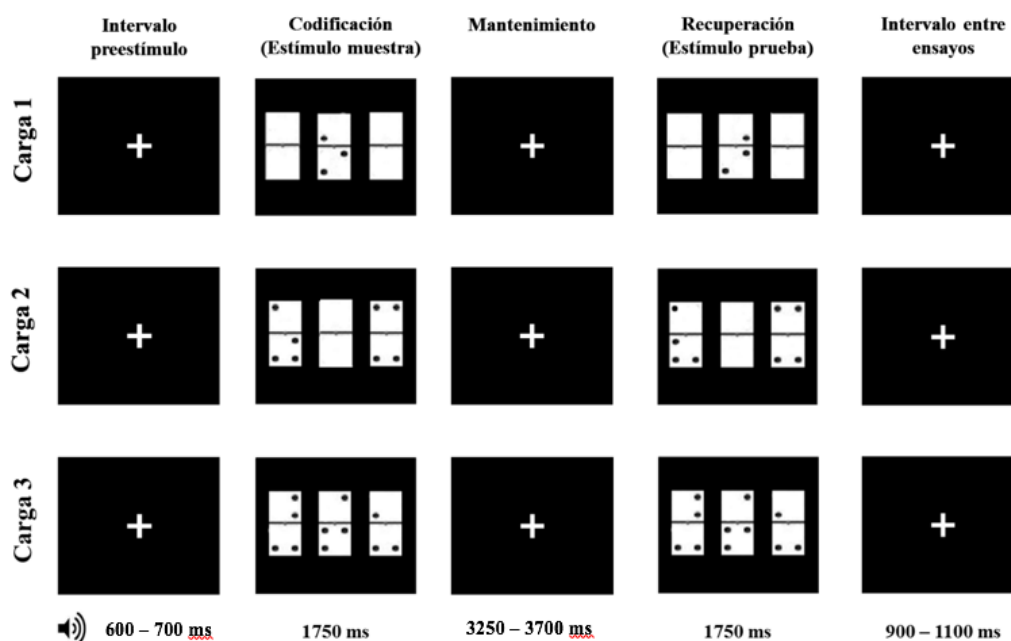 Intervalo
preestímulo
Codificación
(Estímulo muestra)
Mantenimiento
Recuperación
(Estímulo prueba)
Intervalo entre
ensayos
Carga 1
Carga 2
Carga 3
600 – 700 ms
1750 ms
3250 – 3700 ms
1750 ms
900 – 1100 ms